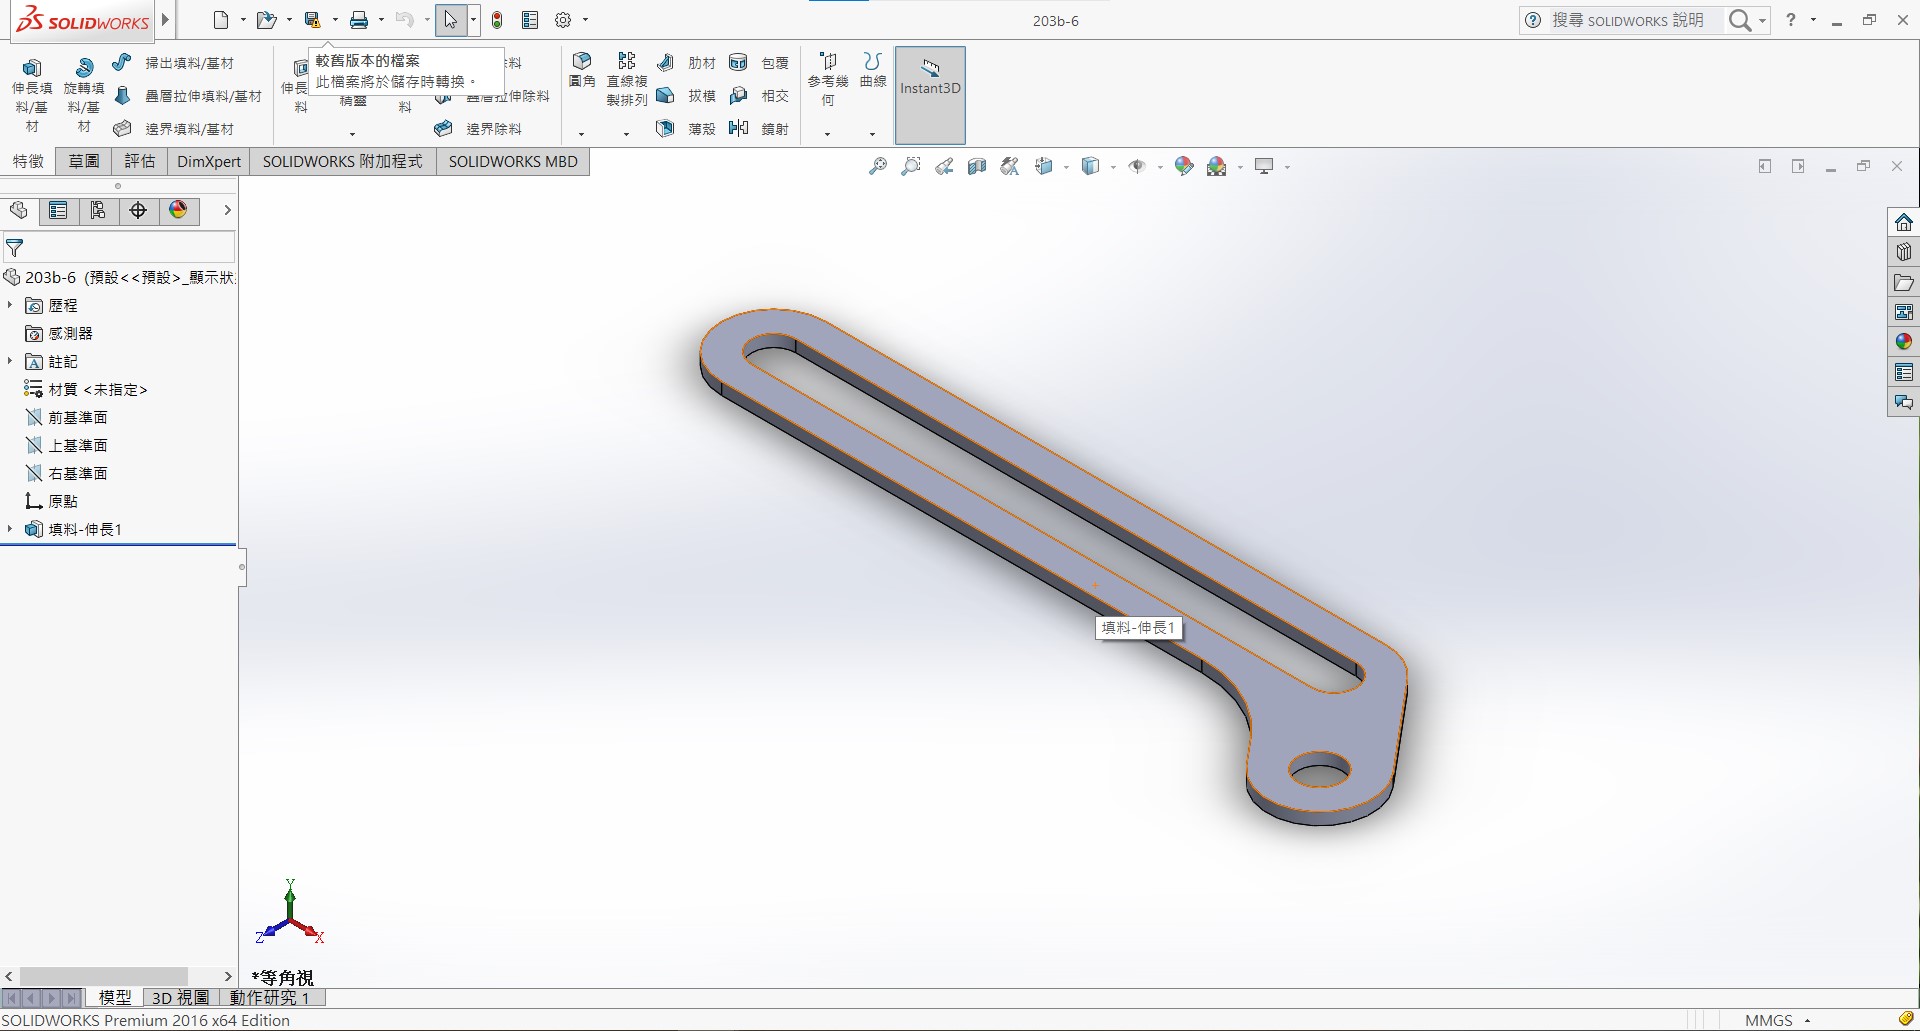 SOLIDWORKS
203b-6
搜尋 SOLIDWORKS 說明
?
較舊版本的檔案
此檔案將於儲存時轉換。
伸長填料/基材
旋轉填料/基材
掃出填料/基材
疊層拉伸填料/基材
邊界填料/基材
伸長
料
精靈
料
料
疊層拉伸除料
邊界除料
圓角
直線複製排列
肋材
拔模
薄殼
包覆
相交
鏡射
參考幾何
曲線
Instant3D
特徵
草圖
評估
DimXpert
SOLIDWORKS 附加程式
SOLIDWORKS MBD
203b-6 (預設<<預設>_顯示狀
歷程
感測器
註記
材質 <未指定>
前基準面
上基準面
右基準面
原點
填料-伸長1
填料-伸長1
Y
Z
X
*等角視
模型
3D 視圖
動作研究 1
SOLIDWORKS Premium 2016 x64 Edition
MMGS